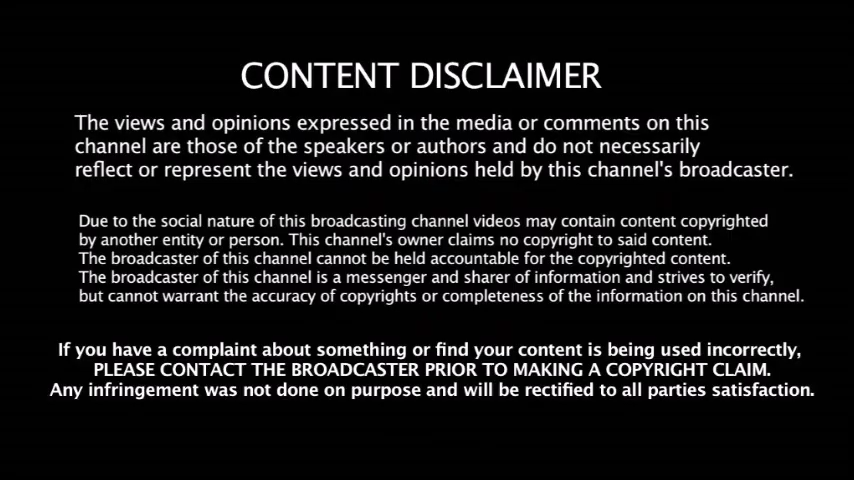 CONTENT DISCLAIMER
The views and opinions expressed in the media or comments on this
channel are those of the speakers or authors and do not necessarily
reflect or represent the views and opinions held by this channel's broadcaster.
Due to the social nature of this broadcasting channel videos may contain content copyrighted
by another entity or person. This channel's owner claims no copyright to said content.
The broadcaster of this channel cannot be held accountable for the copyrighted content.
The broadcaster of this channel is a messenger and sharer of information and strives to verify,
but cannot warrant the accuracy of copyrights or completeness of the information on this channel.
If you have a complaint about something or find your content is being used incorrectly,
PLEASE CONTACT THE BROADCASTER PRIOR TO MAKING A COPYRIGHT CLAIM.
Any infringement was not done on purpose and will be rectified to all parties satisfaction.